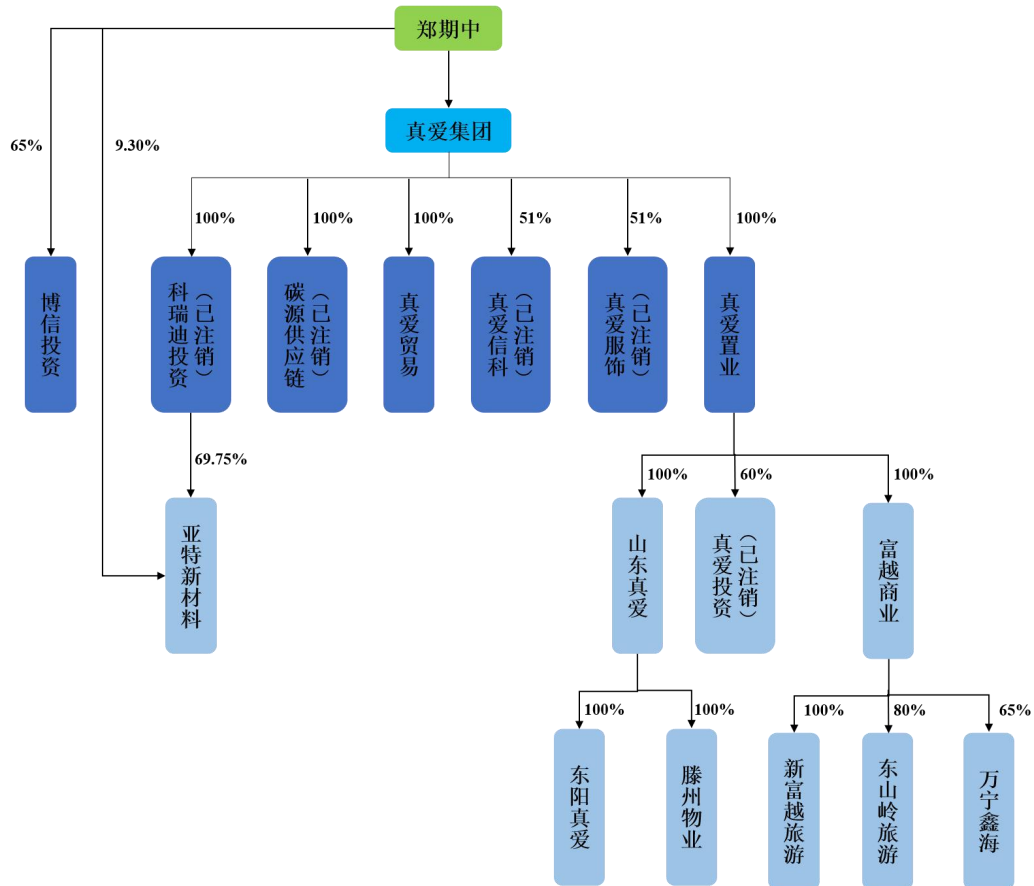 郑期中
真爱集团
65%
9.30%
100%
100%
100%
51%
51%
100%
博信投资
科瑞迪投资
（已注销）
碳源供应链
（已注销）
真爱贸易
真爱信科
（已注销）
真爱服饰
（已注销）
真爱置业
69.75%
100%
60%
100%
亚特新材料
山东真爱
真爱投资
（已注销）
富越商业
100%
100%
100%
80%
65%
东阳真爱
滕州物业
新富越旅游
东山岭旅游
万宁鑫海